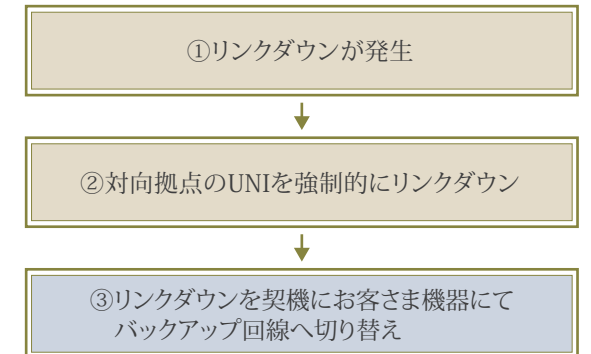 ①リンクダウンが発生
②対向拠点のUNIを強制的にリンクダウン
③リンクダウンを契機にお客さま機器にて
バックアップ回線へ切り替え